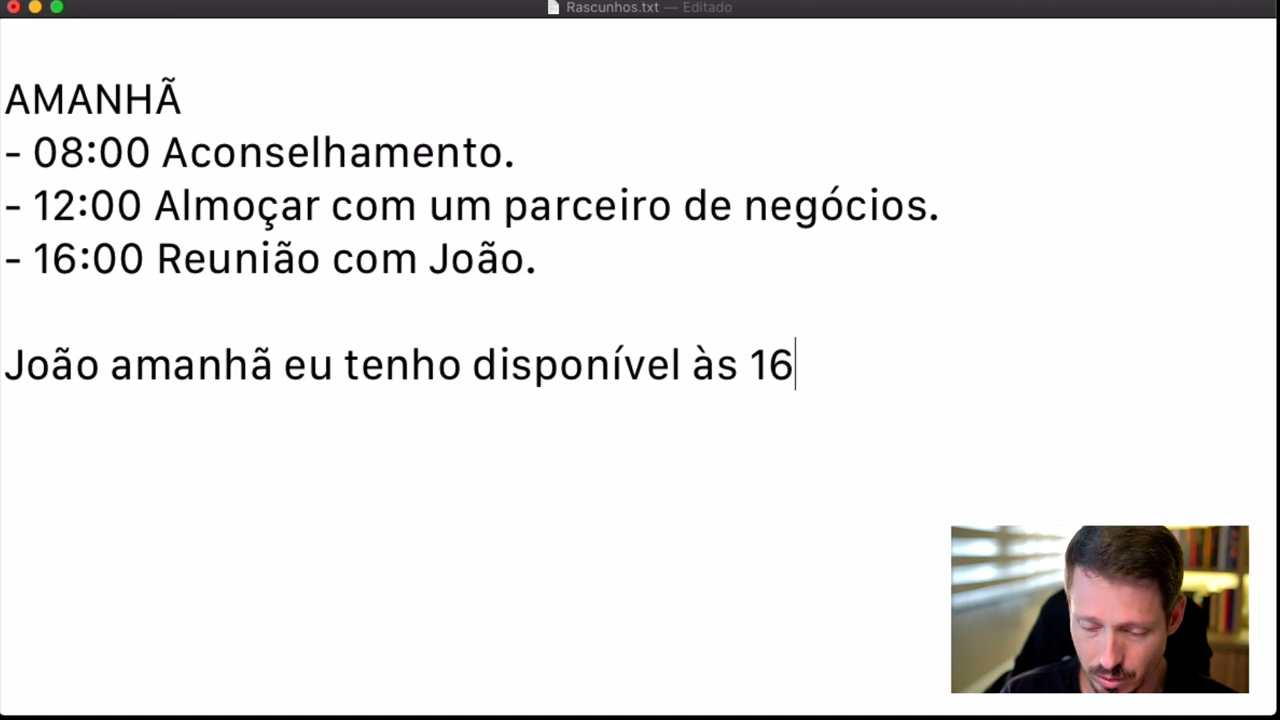 Rascunhos.txt — Editado
AMANHÃ
- 08:00 Aconselhamento.
- 12:00 Almoçar com um parceiro de negócios.
- 16:00 Reunião com João.
João amanhã eu tenho disponível às 16